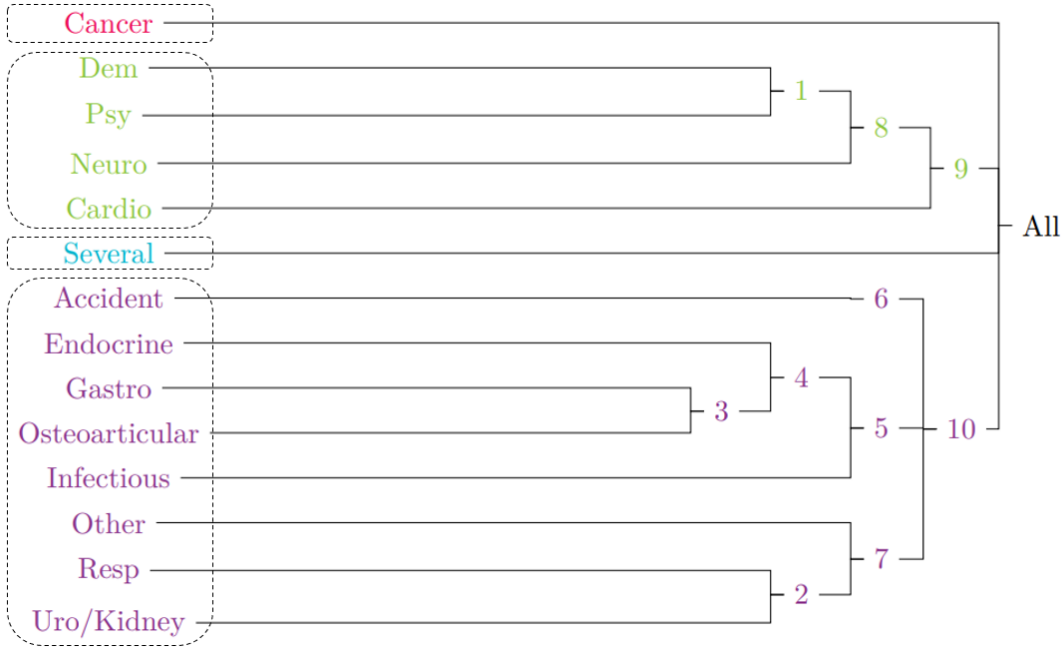 Cancer
Dem
1
Psy
8
Neuro
9
Cardio
All
Several
Accident
6
Endocrine
4
Gastro
3
Osteoarticular
5
10
Infectious
Other
7
Resp
2
Uro/Kidney